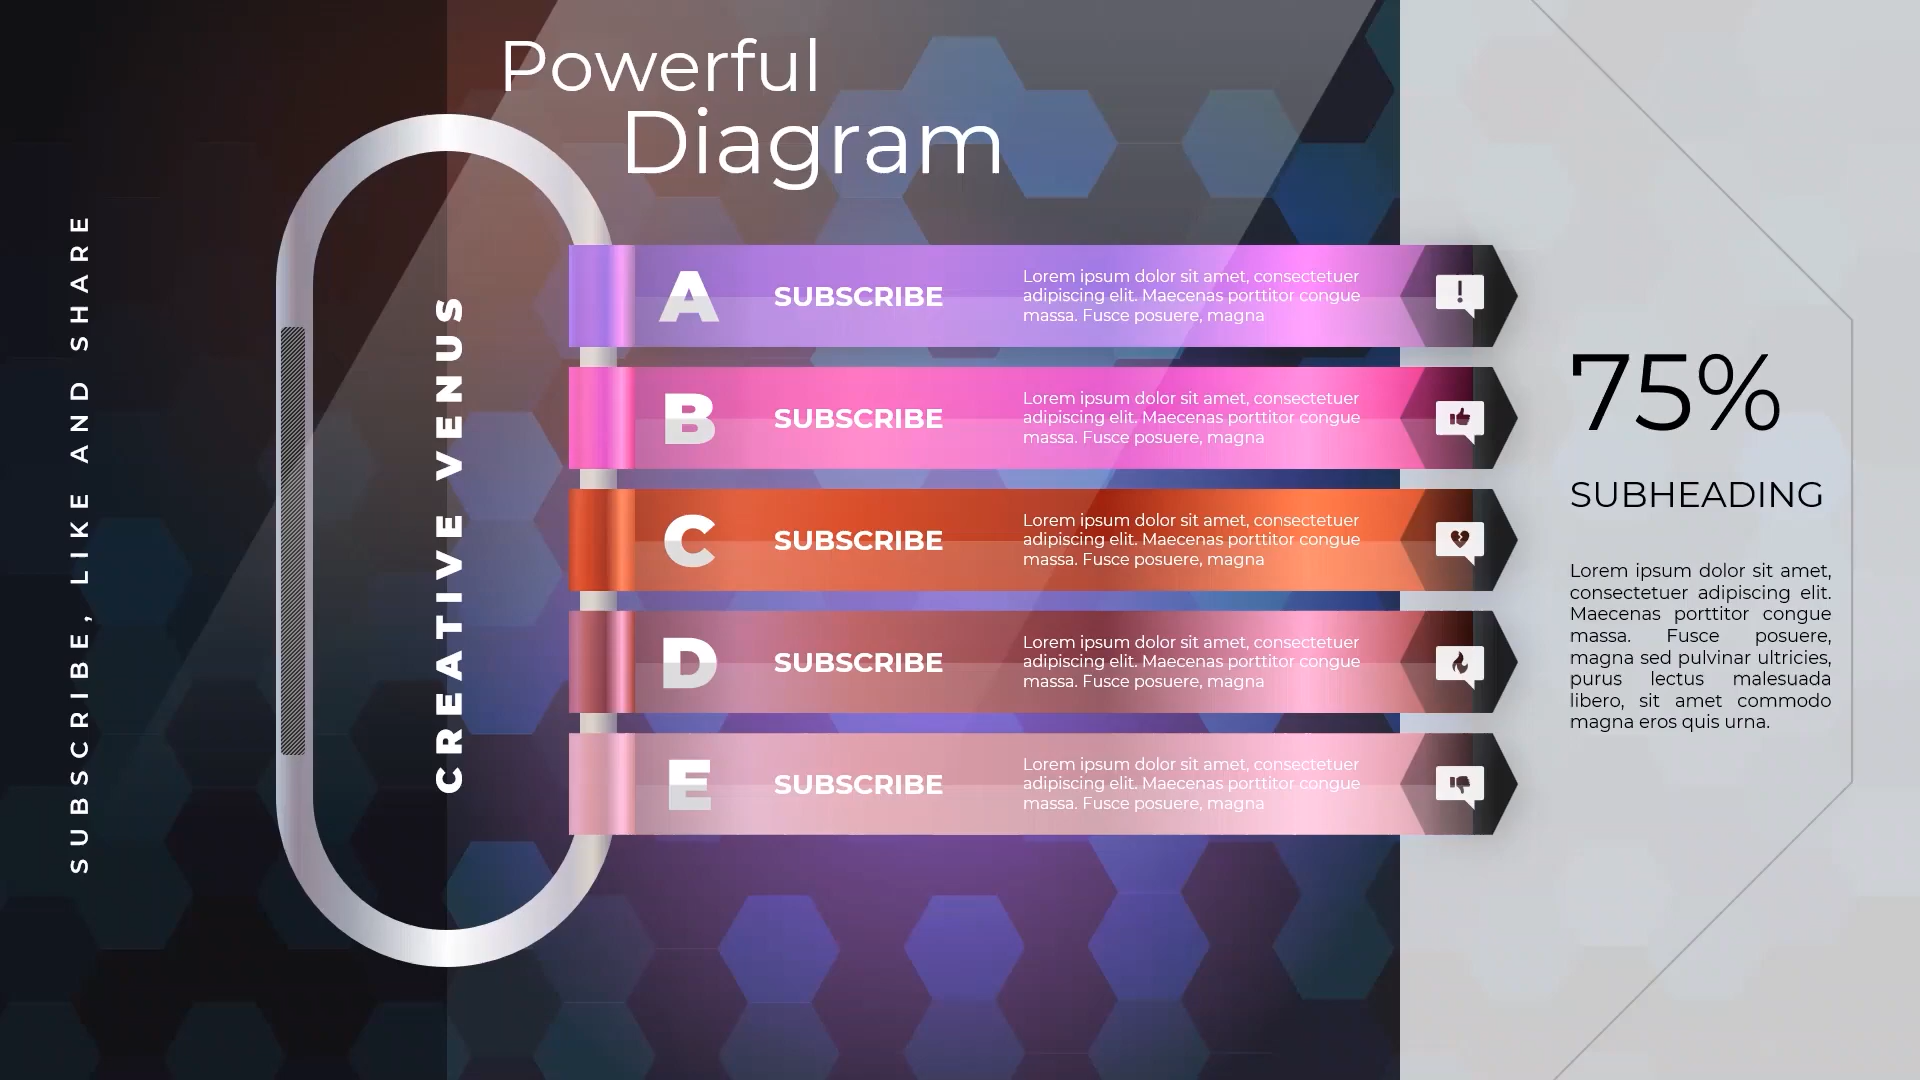 Powerful
Diagram
SUBSCRIBE, LIKE AND SHARE
CREATIVE VENUS
A
SUBSCRIBE
Lorem ipsum dolor sit amet, consectetuer
adipiscing elit. Maecenas porttitor congue
massa. Fusce posuere, magna
B
SUBSCRIBE
Lorem ipsum dolor sit amet, consectetuer
adipiscing elit. Maecenas porttitor congue
massa. Fusce posuere, magna
C
SUBSCRIBE
Lorem ipsum dolor sit amet, consectetuer
adipiscing elit. Maecenas porttitor congue
massa. Fusce posuere, magna
D
SUBSCRIBE
Lorem ipsum dolor sit amet, consectetuer
adipiscing elit. Maecenas porttitor congue
massa. Fusce posuere, magna
E
SUBSCRIBE
Lorem ipsum dolor sit amet, consectetuer
adipiscing elit. Maecenas porttitor congue
massa. Fusce posuere, magna
75%
SUBHEADING
Lorem ipsum dolor sit amet,
consectetuer adipiscing elit.
Maecenas porttitor congue
massa. Fusce posuere,
magna sed pulvinar ultricies,
purus lectus malesuada
libero, sit amet commodo
magna eros quis urna.